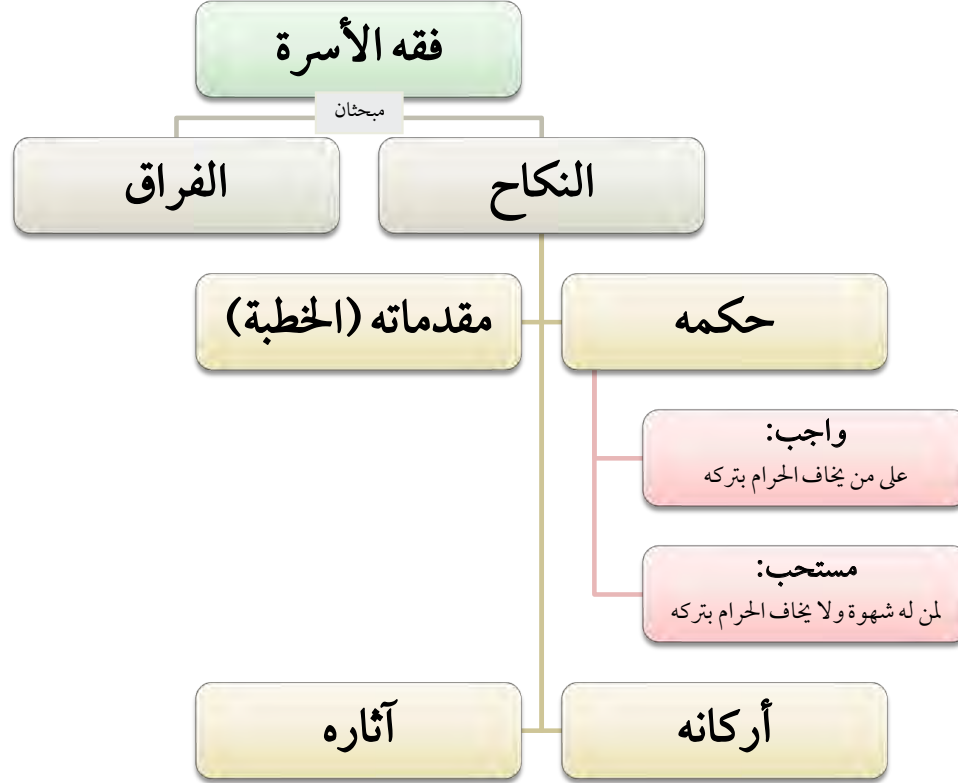 فقه الأسرة
مبحثان
النكاح
الفراق
حكمه
مقدماته (الخطبة)
واجب:
على من يخاف الحرام بتركه
مستحب:
لمن له شهوة ولا يخاف الحرام بتركه
أركانه
آثاره